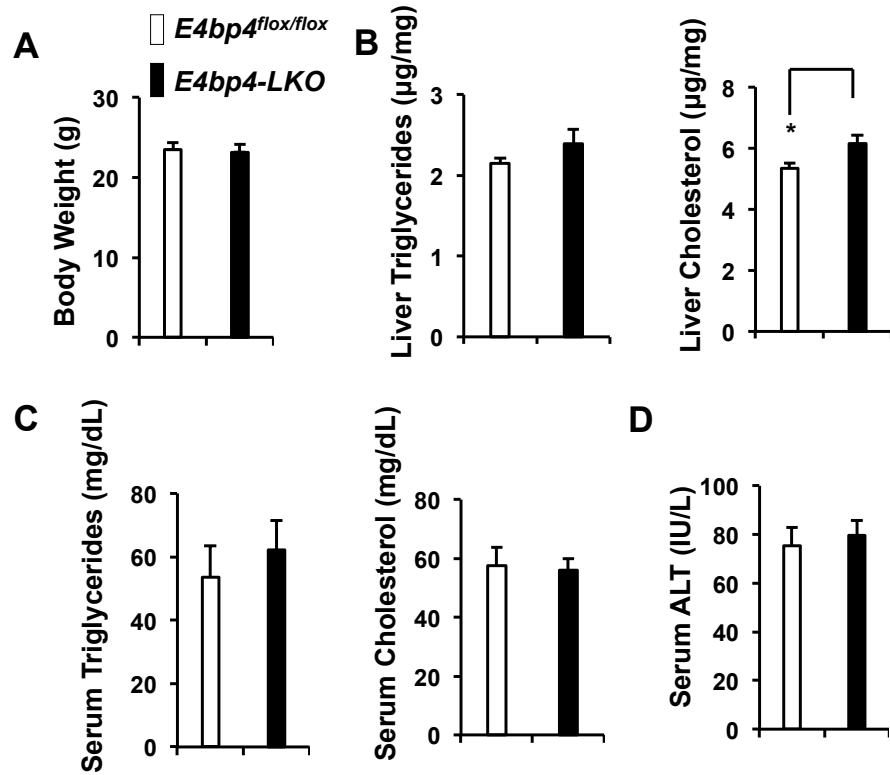 A
E4bp4flox/flox
E4bp4-LKO
Body Weight (g)
30
20
10
0
B
Liver Triglycerides (µg/mg)
3
2
1
0
Liver Cholesterol (µg/mg)
8
6
4
2
0
*
C
Serum Triglycerides (mg/dL)
80
60
40
20
0
Serum Cholesterol (mg/dL)
80
60
40
20
0
D
Serum ALT (IU/L)
100
80
60
40
20
0